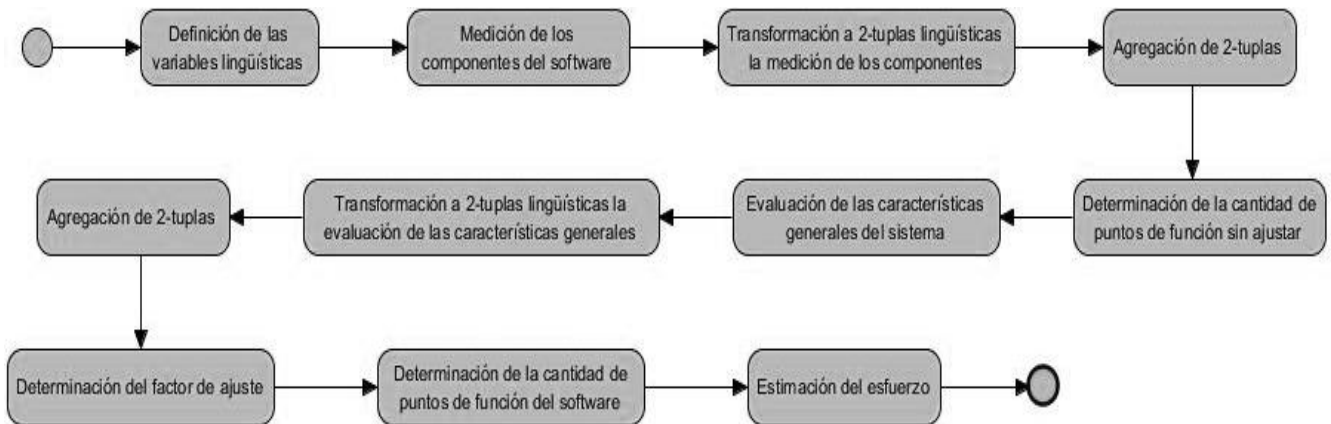 Definición de las
variables lingüísticas
Medición de los
componentes del software
Transformación a 2-tuplas lingüísticas
la medición de los componentes
Agregación de 2-tuplas
Determinación de la cantidad de
puntos de función sin ajustar
Evaluación de las características
generales del sistema
Transformación a 2-tuplas lingüísticas la
evaluación de las características generales
Agregación de 2-tuplas
Determinación del factor de ajuste
Determinación de la cantidad de
puntos de función del software
Estimación del esfuerzo